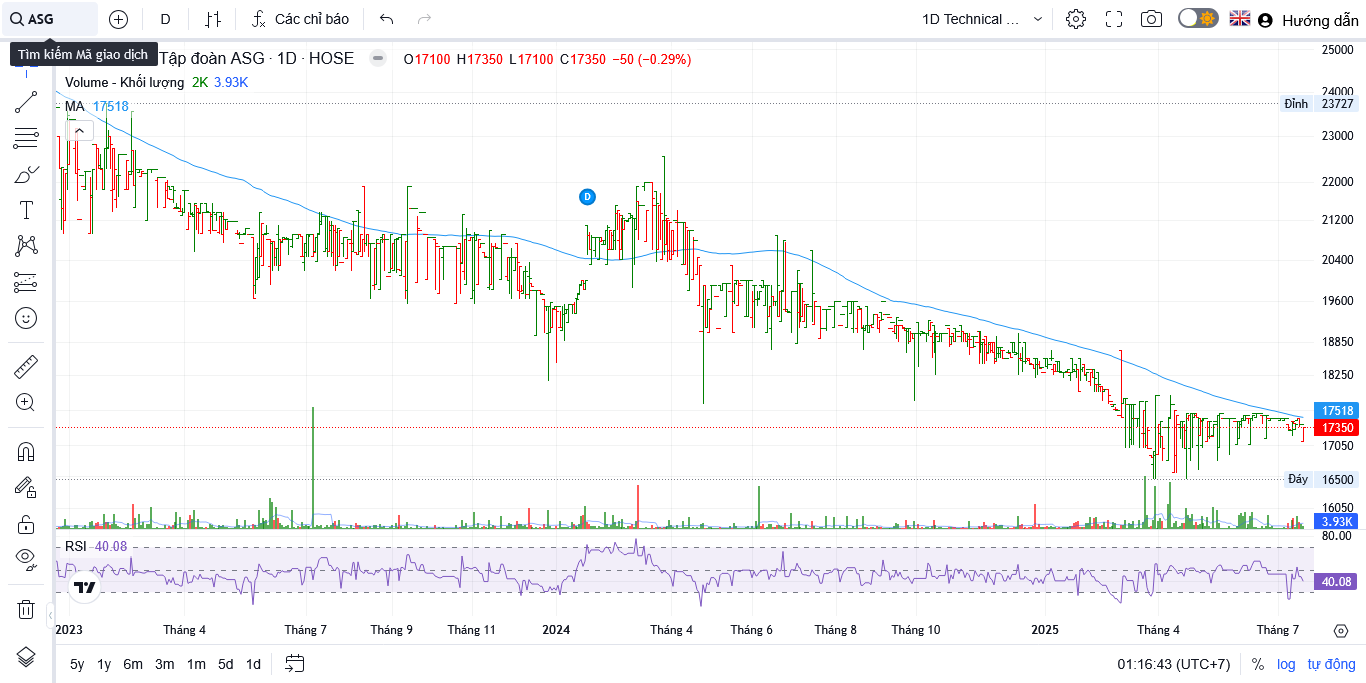 ASG
D
Các chỉ báo
1D Technical ...
Hướng dẫn
Tìm kiếm Mã giao dịch
Tập đoàn ASG · 1D · HOSE
O17100 H17350 L17100 C17350 −50 (−0.29%)
Volume - Khối lượng 2K 3.93K
MA 17518
D
25000
24000
Đỉnh 23727
23000
22000
21200
20400
19600
18850
18250
17518
17350
17050
Đáy 16500
16050
3.93K
80.00
RSI 40.08
40.08
2023
Tháng 4
Tháng 7
Tháng 9
Tháng 11
2024
Tháng 4
Tháng 6
Tháng 8
Tháng 10
2025
Tháng 4
Tháng 7
5y 1y 6m 3m 1m 5d 1d
01:16:43 (UTC+7)
% log tự động